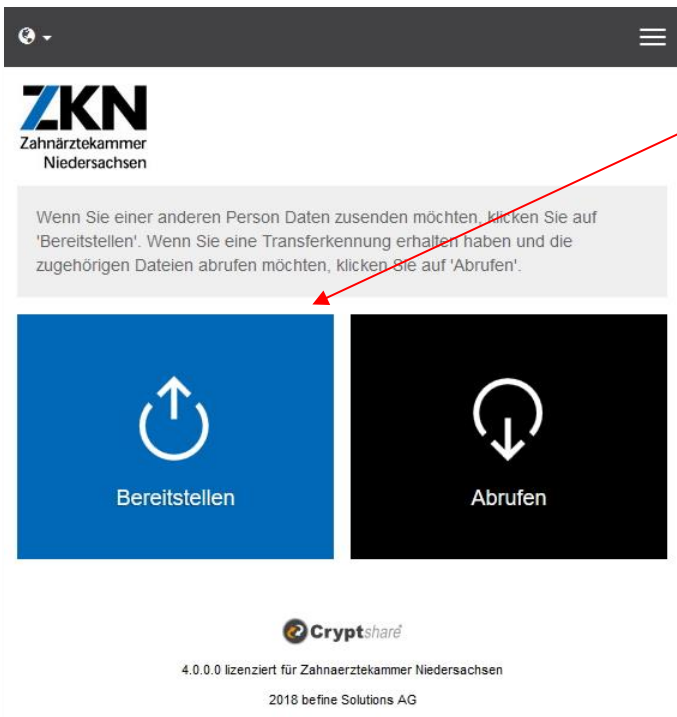 ZKN
Zahnärztekammer
Niedersachsen
Wenn Sie einer anderen Person Daten zusenden möchten, klicken Sie auf
'Bereitstellen'. Wenn Sie eine Transferkennung erhalten haben und die
zugehörigen Dateien abrufen möchten, klicken Sie auf 'Abrufen'.
Bereitstellen
Abrufen
Cryptshare
4.0.0.0 lizenziert für Zahnaerztekammer Niedersachsen
2018 befine Solutions AG